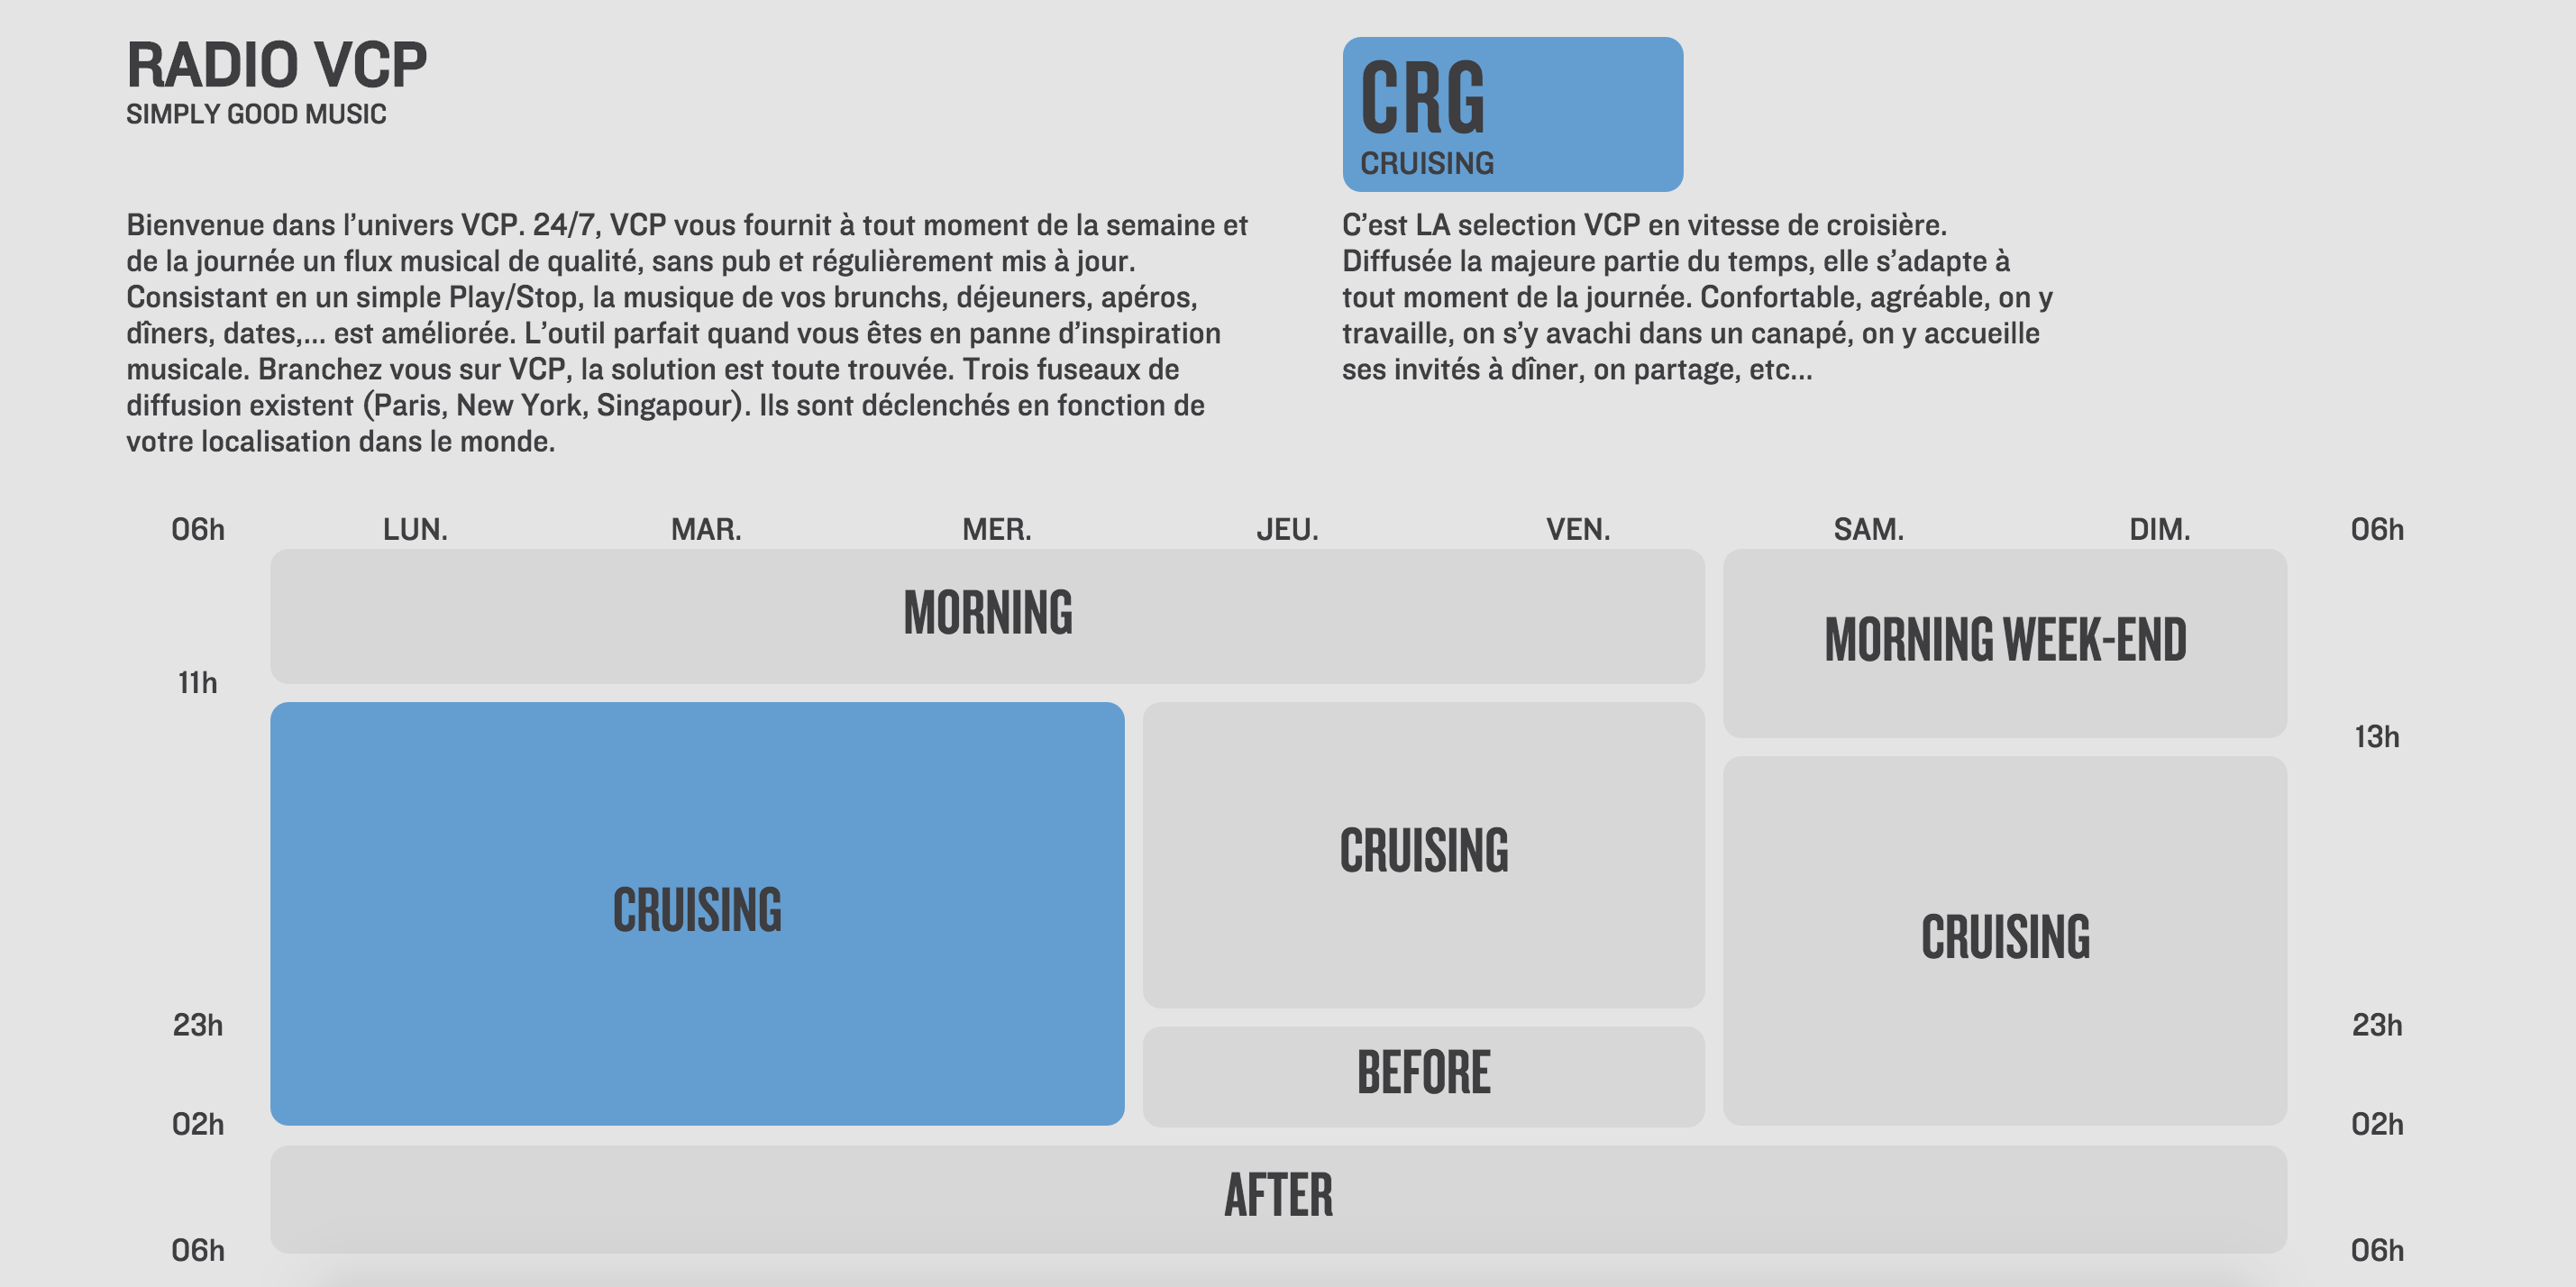 RADIO VCP
SIMPLY GOOD MUSIC
Bienvenue dans l’univers VCP. 24/7, VCP vous fournit à tout moment de la semaine et
de la journée un flux musical de qualité, sans pub et régulièrement mis à jour.
Consistant en un simple Play/Stop, la musique de vos brunchs, déjeuners, apéros,
dîners, dates,... est améliorée. L’outil parfait quand vous êtes en panne d’inspiration
musicale. Branchez vous sur VCP, la solution est toute trouvée. Trois fuseaux de
diffusion existent (Paris, New York, Singapour). Ils sont déclenchés en fonction de
votre localisation dans le monde.
CRG
CRUISING
C’est LA selection VCP en vitesse de croisière.
Diffusée la majeure partie du temps, elle s’adapte à
tout moment de la journée. Confortable, agréable, on y
travaille, on s’y avachi dans un canapé, on y accueille
ses invités à dîner, on partage, etc...
06h LUN. MAR. MER. JEU. VEN. SAM. DIM. 06h
MORNING
MORNING WEEK-END
11h
13h
CRUISING
CRUISING
CRUISING
23h
23h
BEFORE
02h
02h
AFTER
06h
06h